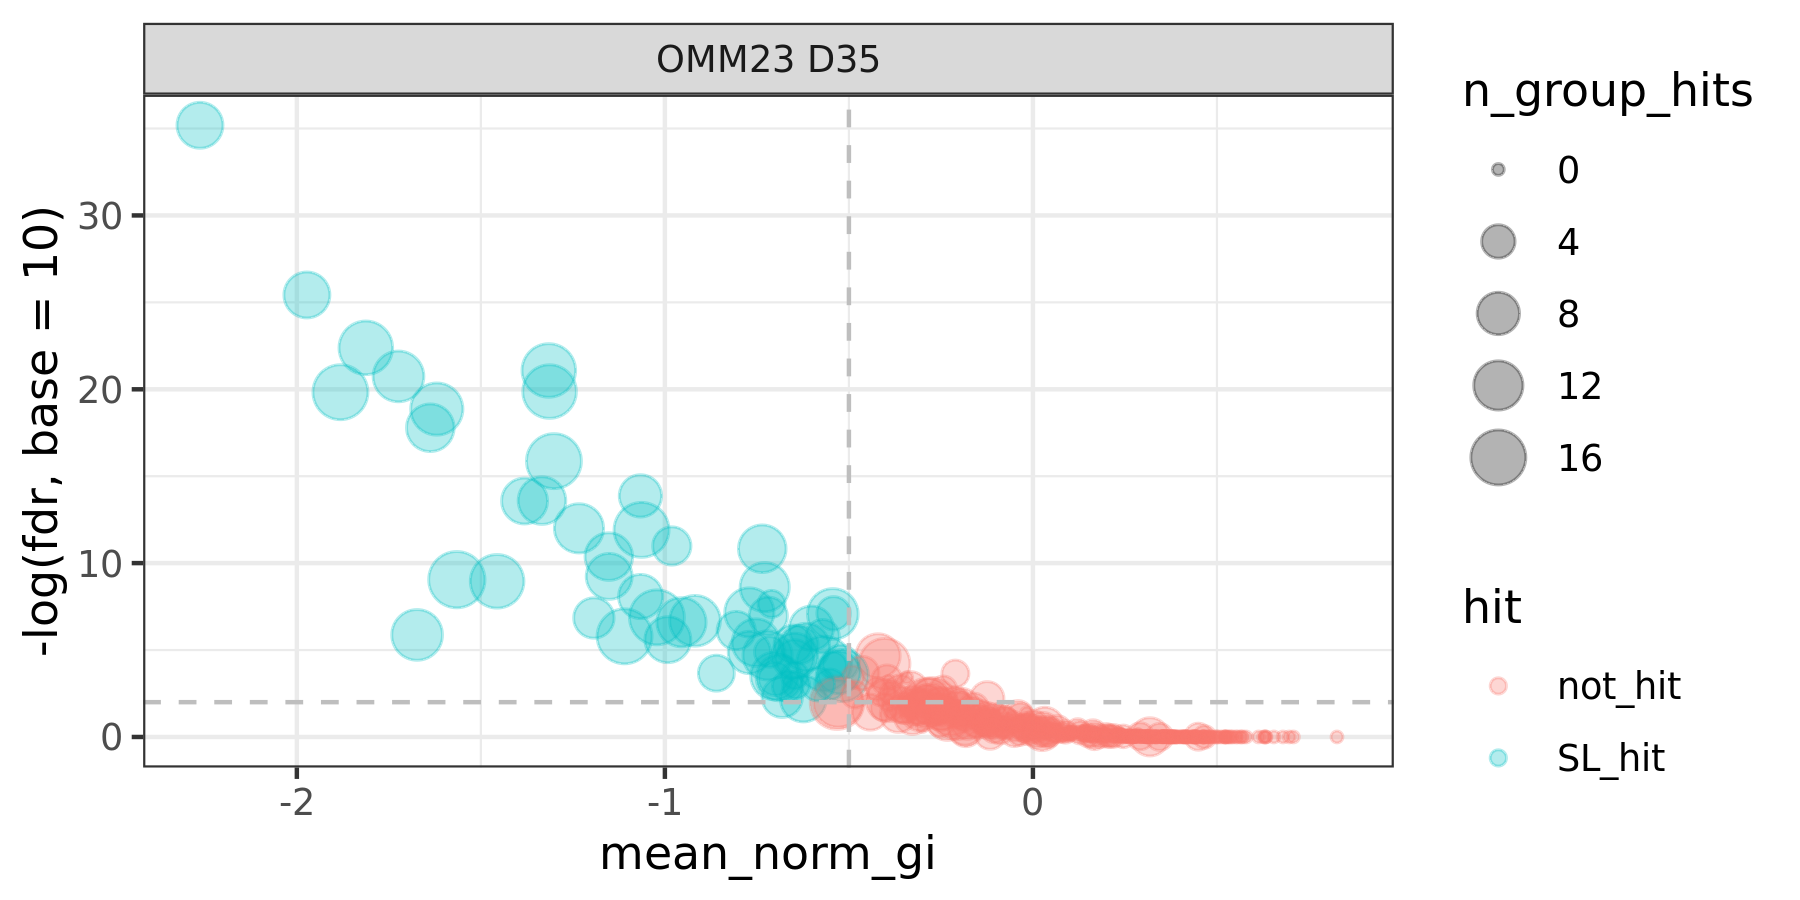 OMM23 D35
-log(fdr, base = 10)
30
20
10
0
-2
-1
0
mean_norm_gi
n_group_hits
0
4
8
12
16
hit
not_hit
SL_hit